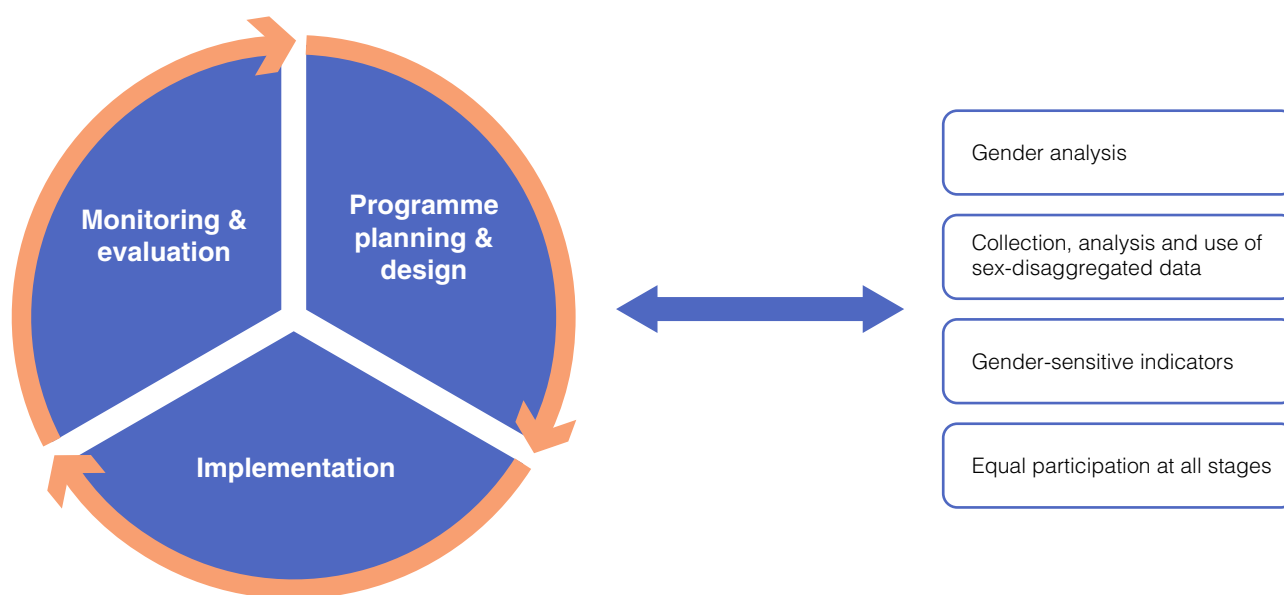 Monitoring &
evaluation
Programme
planning &
design
Implementation
Gender analysis
Collection, analysis and use of
sex-disaggregated data
Gender-sensitive indicators
Equal participation at all stages